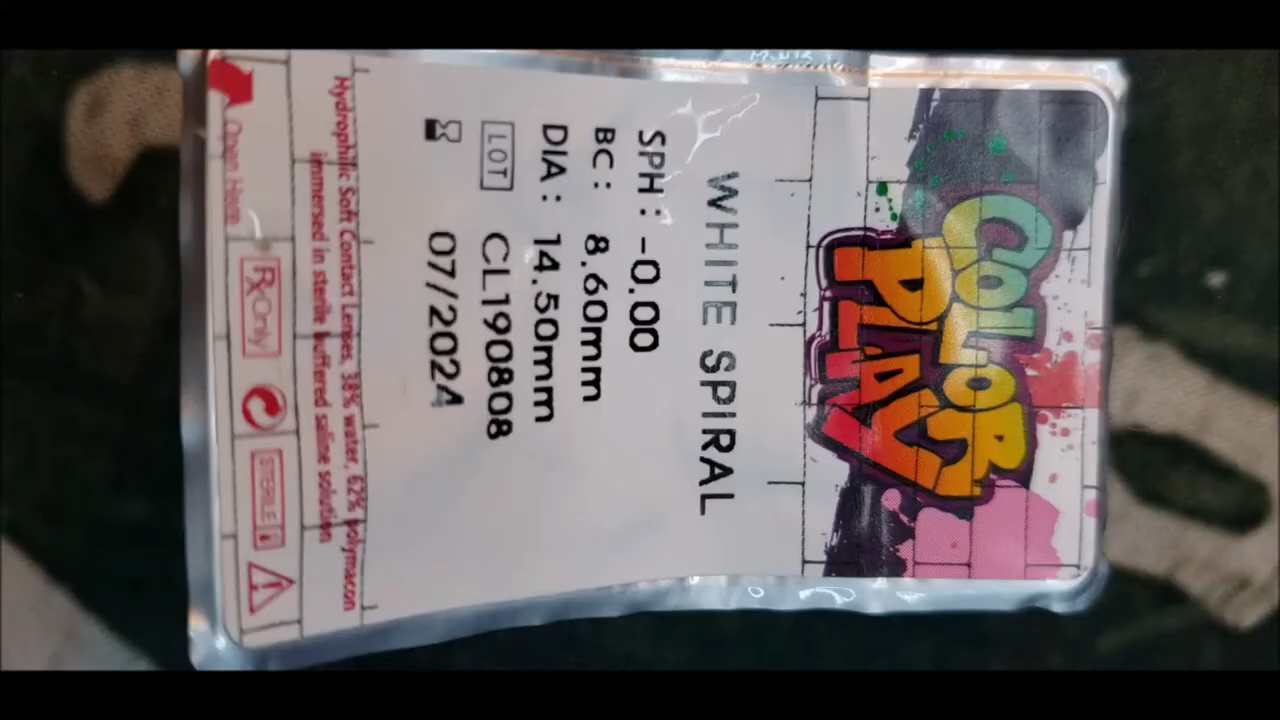 COLOR
PLAY
WHITE SPIRAL
SPH : -0.00
BC : 8.60mm
DIA : 14.50mm
LOT CL190808
07/2024
Hydrophilic Soft Contact Lenses, 38% water, 62% polymacon
immersed in sterile buffered saline solution
Open Here
Rx Only
STERILE